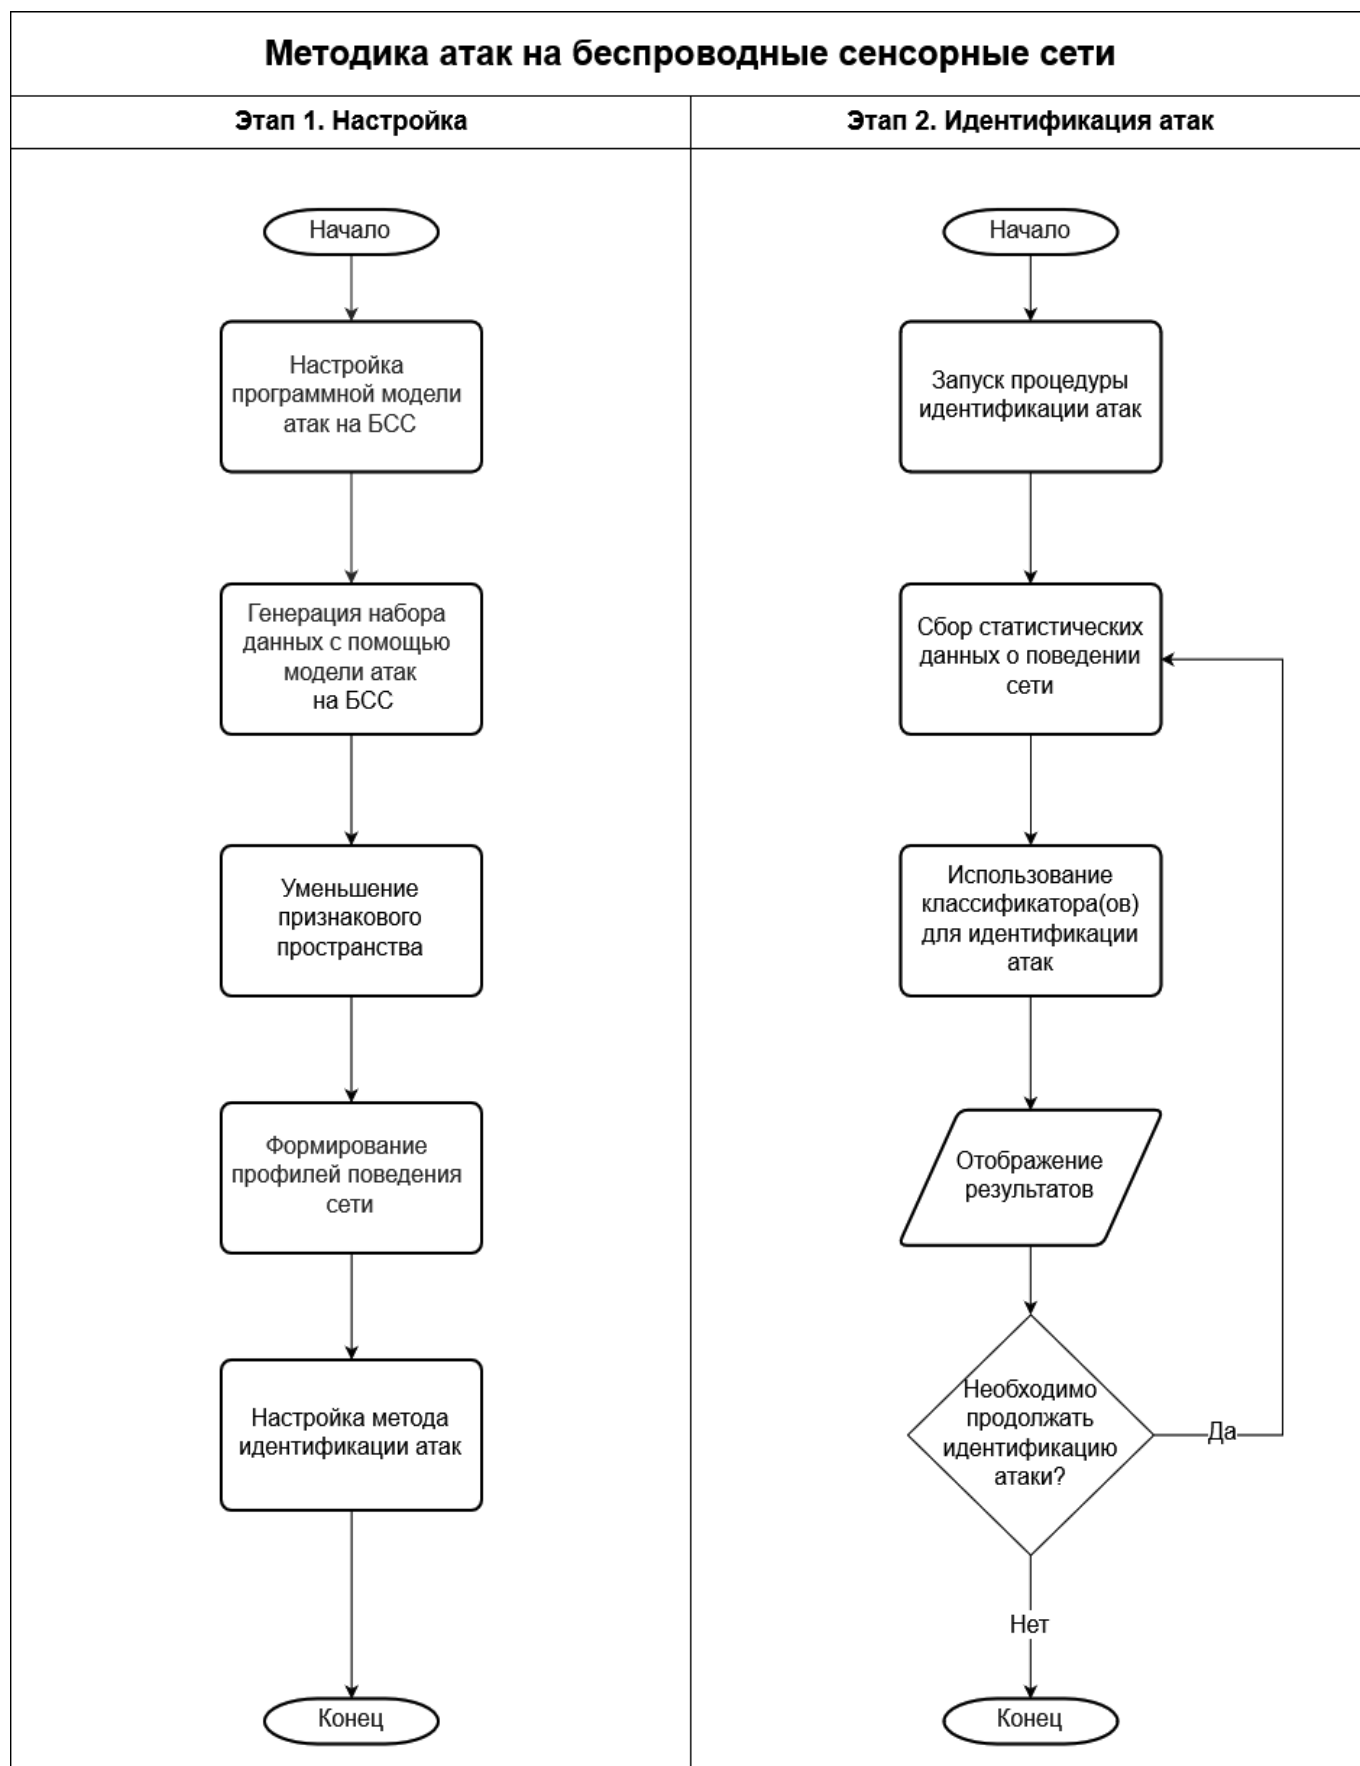 Методика атак на беспроводные сенсорные сети
Этап 1. Настройка
Этап 2. Идентификация атак
Начало
Настройка
программной модели
атак на БСС
Генерация набора
данных с помощью
модели атак
на БСС
Уменьшение
признакового
пространства
Формирование
профилей поведения
сети
Настройка метода
идентификации атак
Конец
Начало
Запуск процедуры
идентификации атак
Сбор статистических
данных о поведении
сети
Использование
классификатора(ов)
для идентификации
атак
Отображение
результатов
Необходимо
продолжать
идентификацию
атаки?
Да
Нет
Конец